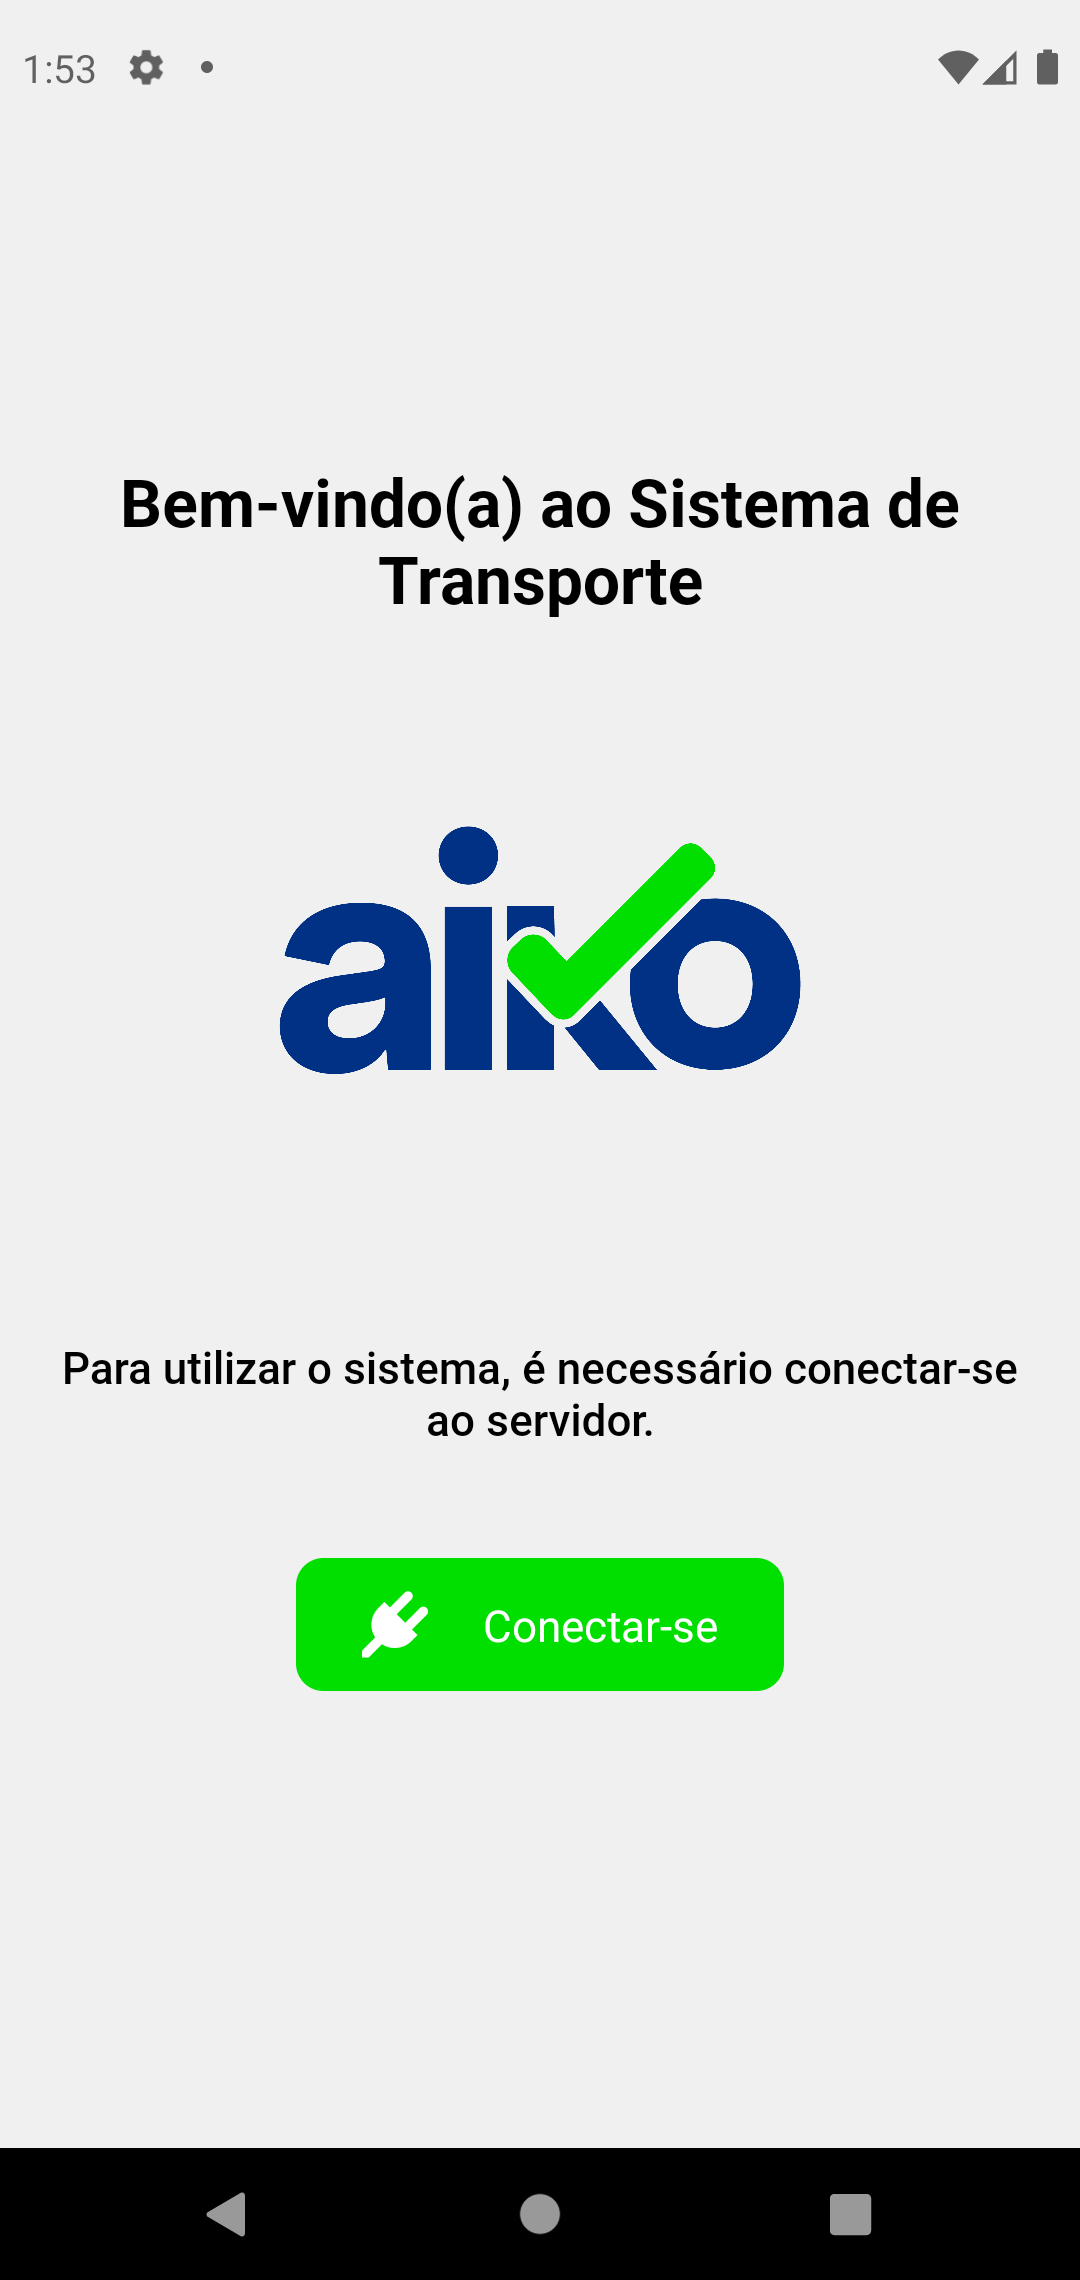 1:53
Bem-vindo(a) ao Sistema de
Transporte
aiko
Para utilizar o sistema, é necessário conectar-se
ao servidor.
Conectar-se